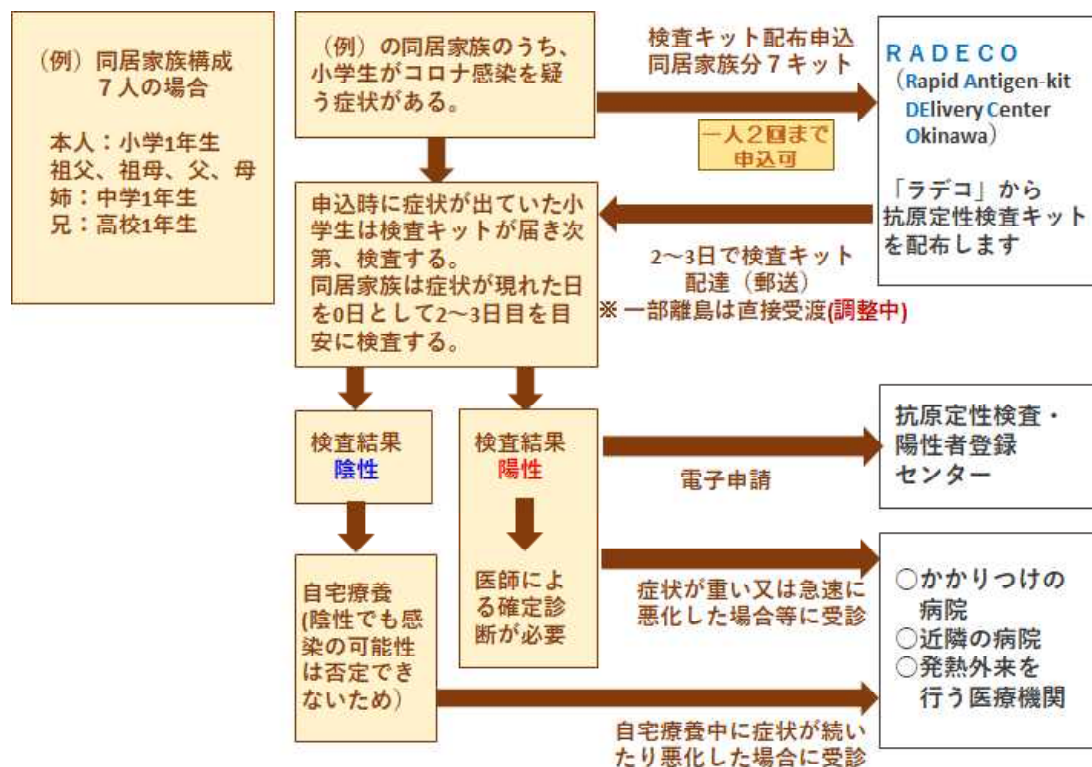 （例）同居家族構成
７人の場合
本人：小学1年生
祖父、祖母、父、母
姉：中学1年生
兄：高校1年生
（例）の同居家族のうち、
小学生がコロナ感染を疑
う症状がある。
検査キット配布申込
同居家族分７キット
一人２回まで
申込可
ＲＡＤＥＣＯ
（Rapid Antigen-kit
DElivery Center
Okinawa）
「ラデコ」から
抗原定性検査キット
を配布します
申込時に症状が出ていた小
学生は検査キットが届き次
第、検査する。
同居家族は症状が現れた日
を0日として2～3日目を目
安に検査する。
2～3日で検査キット
配達（郵送）
※ 一部離島は直接受渡(調整中)
検査結果
陰性
検査結果
陽性
電子申請
抗原定性検査・
陽性者登録
センター
自宅療養
(陰性でも感
染の可能性
は否定でき
ないため）
医師によ
る確定診
断が必要
症状が重い又は急速に
悪化した場合等に受診
○かかりつけの
病院
○近隣の病院
○発熱外来を
行う医療機関
自宅療養中に症状が続い
たり悪化した場合に受診